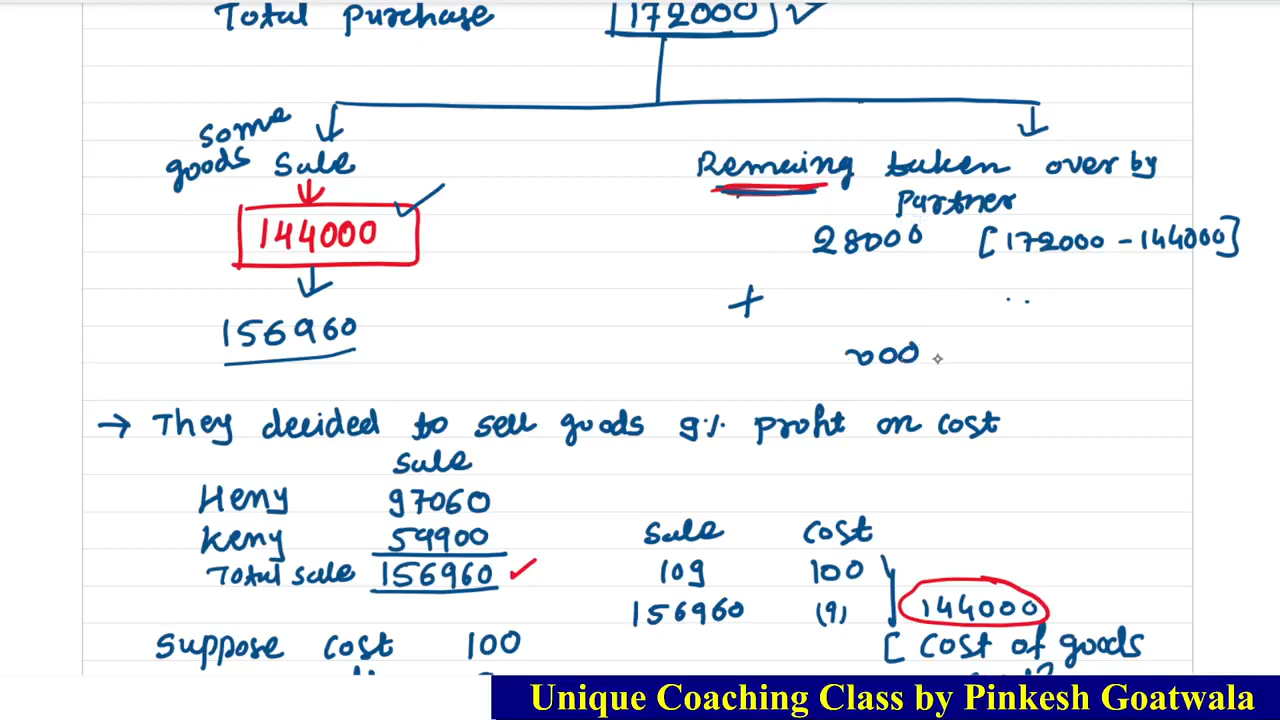 Total purchase 172000
Some goods Sale
Remaing taken over by Partner
144000
28000 [172000 - 144000]
156960
+
000
→ They decided to sell goods 9% profit on cost
Sale
Heny 97060
Keny 59900
Total sale 156960
Sale Cost
109 100
156960 (?) 144000
Suppose cost 100
[ Cost of goods
Unique Coaching Class by Pinkesh Goatwala